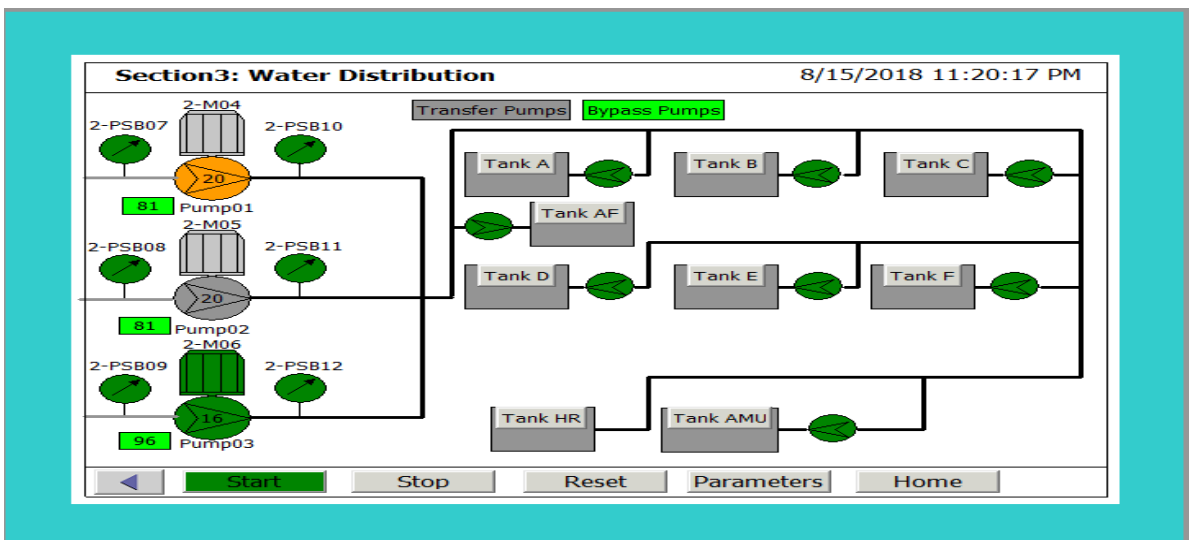 Section3: Water Distribution 8/15/2018 11:20:17 PM
2-M04
Transfer Pumps Bypass Pumps
2-PSB07 2-PSB10
Tank A Tank B Tank C
20
81 Pump01
Tank AF
2-M05
2-PSB08 2-PSB11
Tank D Tank E Tank F
20
81 Pump02
2-M06
2-PSB09 2-PSB12
16 Tank HR Tank AMU
96 Pump03
Start Stop Reset Parameters Home